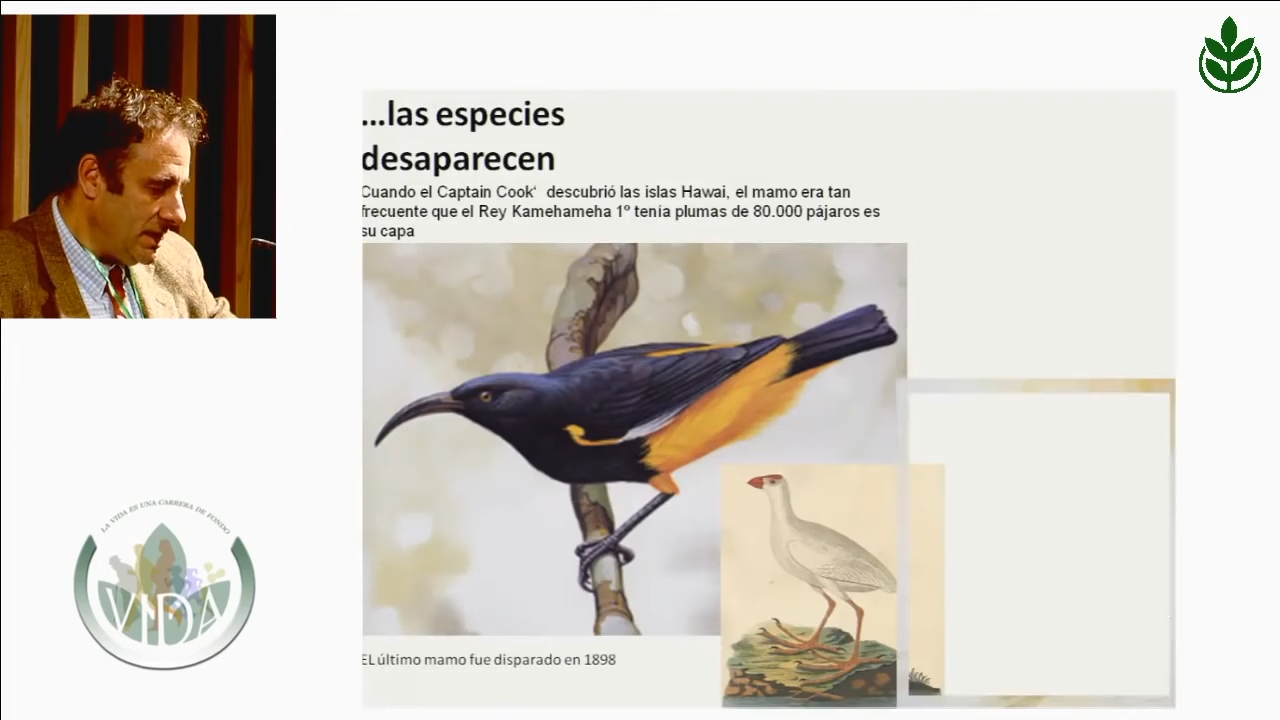 ...las especies
desaparecen
Cuando el Captain Cook‘ descubrió las islas Hawai, el mamo era tan
frecuente que el Rey Kamehameha 1º tenía plumas de 80.000 pájaros es
su capa
EL último mamo fue disparado en 1898
LA VIDA ES UNA CARRERA DE FONDO
VIDA